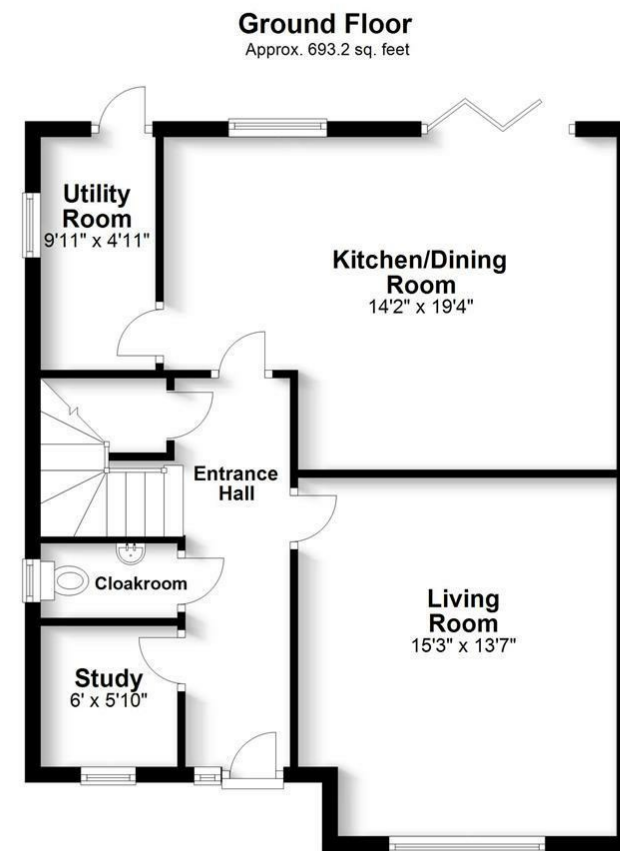 Ground Floor
Approx. 693.2 sq. feet
Utility
Room
9'11" x 4'11"
Kitchen/Dining
Room
14'2" x 19'4"
Entrance
Hall
Cloakroom
Living
Room
15'3" x 13'7"
Study
6' x 5'10"